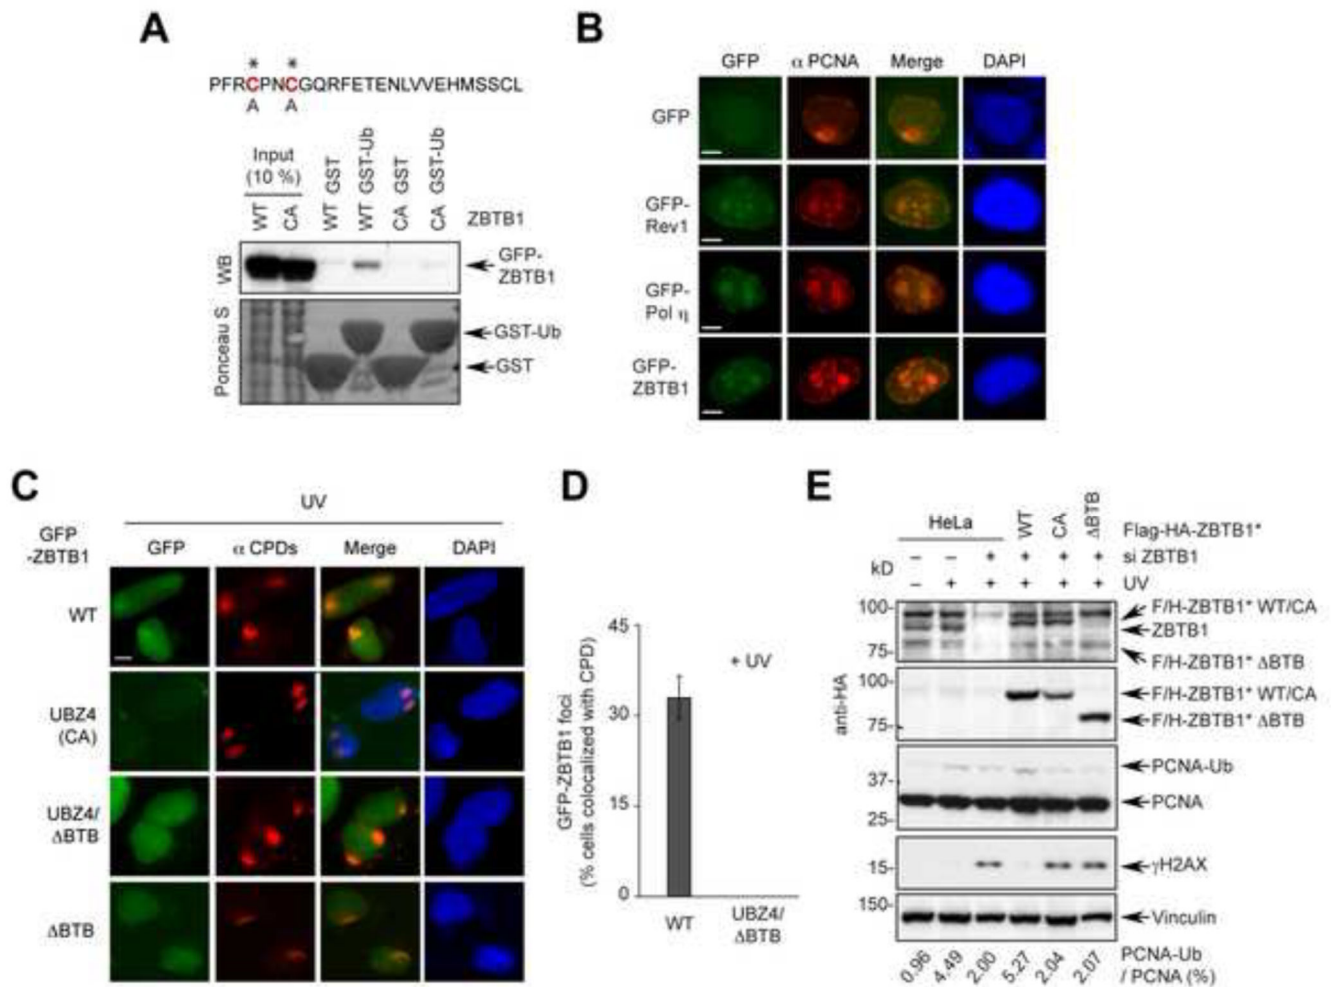 A
* *
PFRCPNCGQRFETENLVVEHMSSCL
A A
Input
(10 %)
WT
CA
WT GST
WT GST-Ub
CA GST
CA GST-Ub
ZBTB1
WB
GFP-
ZBTB1
Ponceau S
GST-Ub
GST
B
GFP α PCNA Merge DAPI
GFP
GFP-
Rev1
GFP-
Pol η
GFP-
ZBTB1
C
UV
GFP
-ZBTB1
GFP α CPDs Merge DAPI
WT
UBZ4
(CA)
UBZ4/
ΔBTB
ΔBTB
D
GFP-ZBTB1 foci
(% cells colocalized with CPD)
45
30
15
0
+ UV
WT
UBZ4/
ΔBTB
E
HeLa WT CA ΔBTB Flag-HA-ZBTB1*
– – + + + + si ZBTB1
– + + + + + UV
kD
100-
75-
F/H-ZBTB1* WT/CA
ZBTB1
F/H-ZBTB1* ΔBTB
anti-HA
100-
75-
F/H-ZBTB1* WT/CA
F/H-ZBTB1* ΔBTB
37-
25-
PCNA-Ub
PCNA
15-
γH2AX
150-
Vinculin
0.96 4.49 2.00 5.27 2.04 2.07
PCNA-Ub
/ PCNA (%)